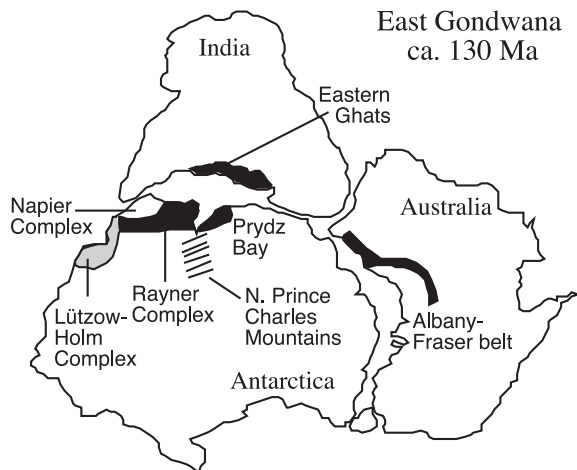 East Gondwana
ca. 130 Ma
India
Eastern
Ghats
Napier
Complex
Prydz
Bay
Australia
Rayner
Complex
N. Prince
Charles
Mountains
Lützow-
Holm
Complex
Albany-
Fraser belt
Antarctica